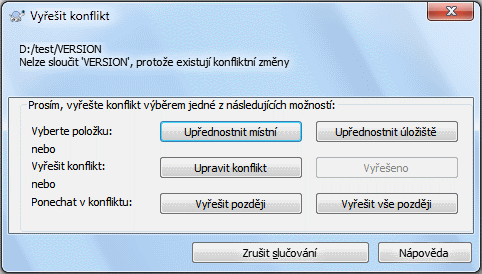 Vyřešit konflikt
D:/test/VERSION
Nelze sloučit 'VERSION', protože existují konfliktní změny
Prosím, vyřešte konflikt výběrem jedné z následujících možností:
Vyberte položku: Upřednostnit místní Upřednostnit úložiště
nebo
Vyřešit konflikt: Upravit konflikt Vyřešeno
nebo
Ponechat v konfliktu: Vyřešit později Vyřešit vše později
Zrušit slučování Nápověda